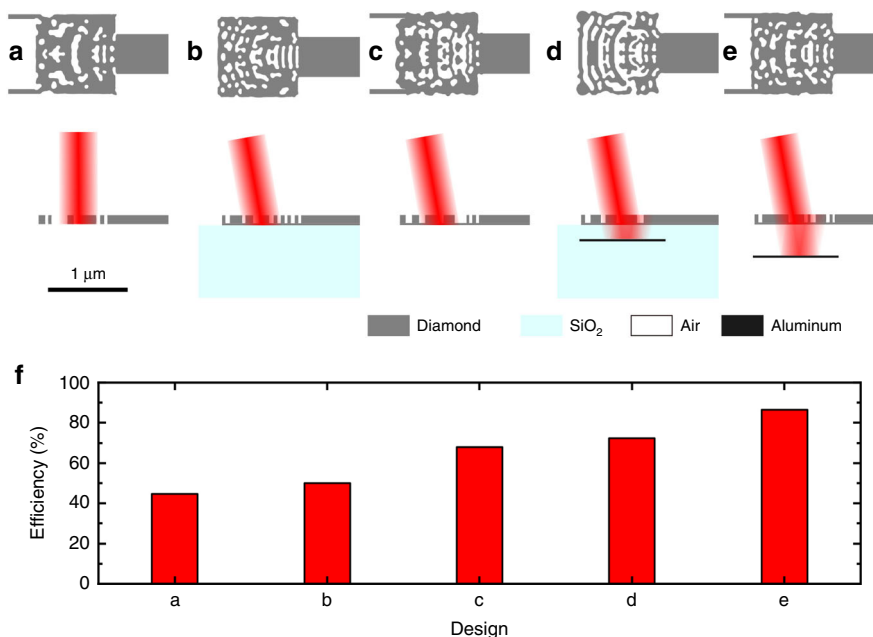 a b c d e
1 μm
Diamond SiO₂ Air Aluminum
f
100
80
60
40
20
0
Efficiency (%)
a b c d e
Design